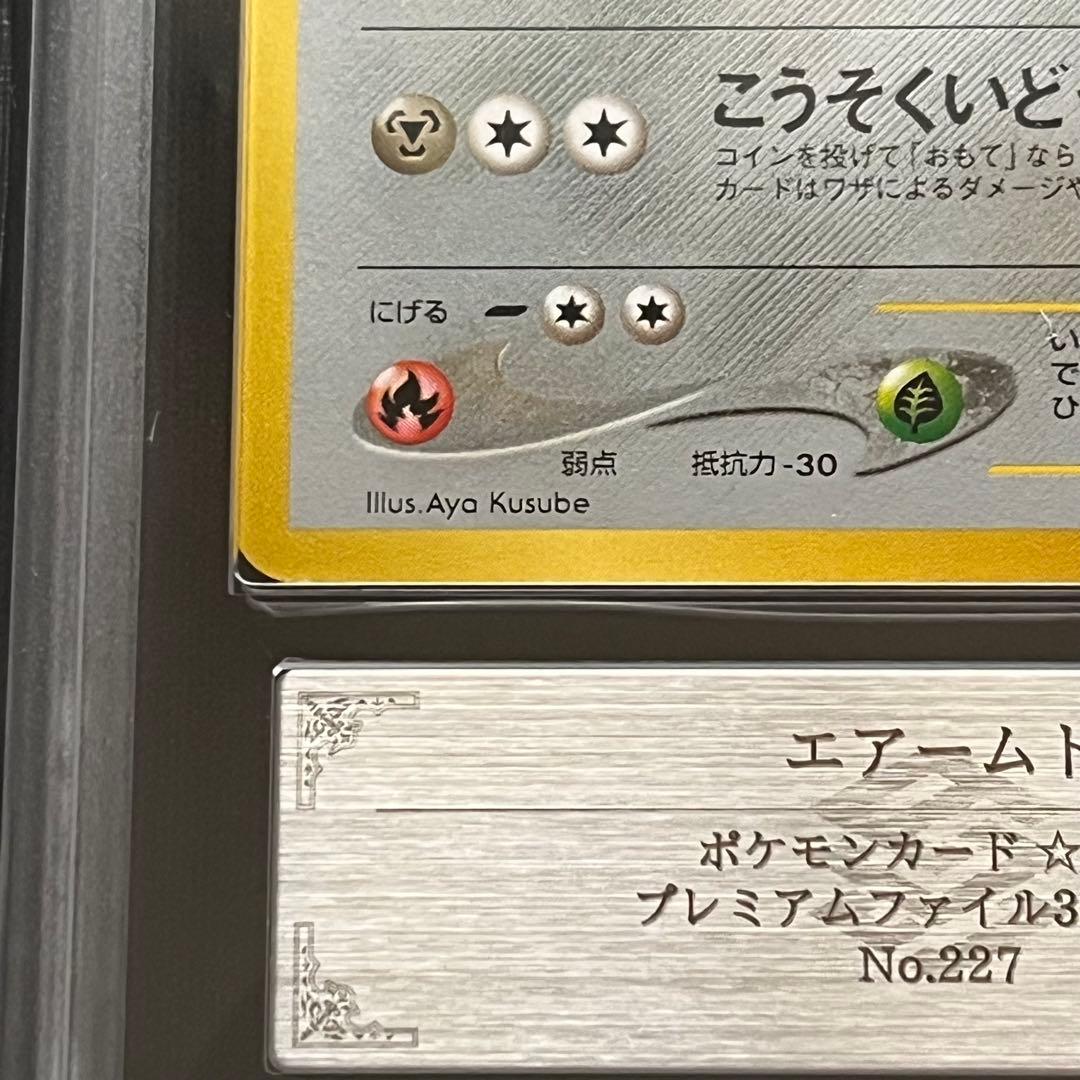 こうそくいど
コインを投げて「おもて」なら
カードはワザによるダメージや
にげる
い
で
ひ
弱点 抵抗力 -30
Illus.Aya Kusube
エアームド
ポケモンカード ☆
プレミアムファイル3
No.227